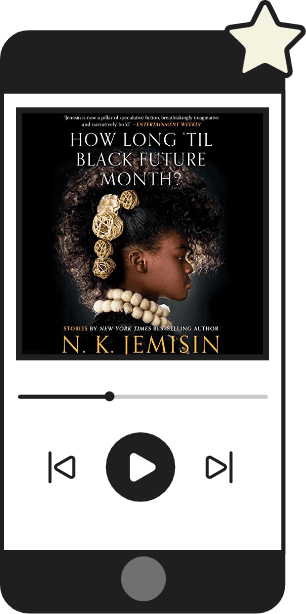 "Jemisin is now a pillar of speculative fiction, breathtakingly imaginative
and narratively bold." —ENTERTAINMENT WEEKLY
HOW LONG 'TIL
BLACK FUTURE
MONTH?
STORIES BY NEW YORK TIMES BESTSELLING AUTHOR
N. K. JEMISIN